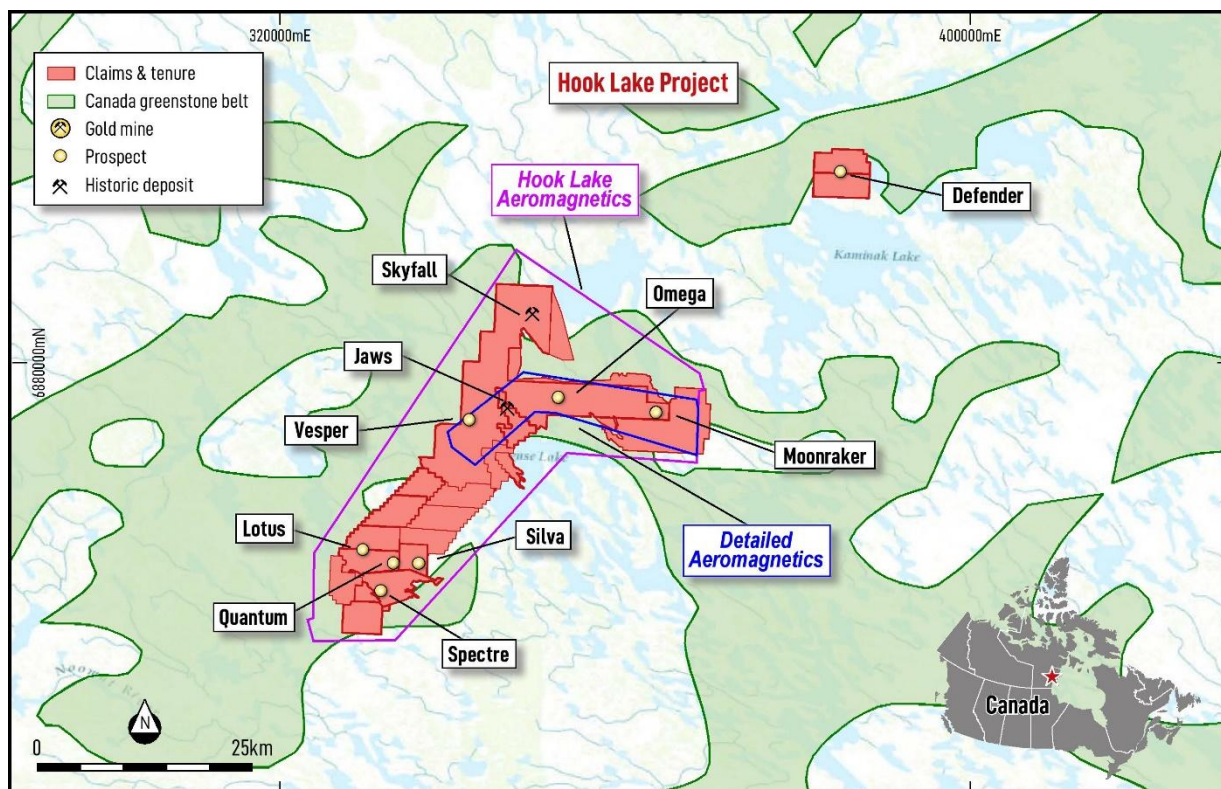 320000mE
400000mE
Claims & tenure
Canada greenstone belt
Gold mine
Prospect
Historic deposit
Hook Lake Project
Hook Lake
Aeromagnetics
Defender
Kaminak Lake
Skyfall
Omega
Jaws
6880000mN
Vesper
Moonraker
Lake
Lotus
Silva
Detailed
Aeromagnetics
Quantum
Spectre
N
Canada
0
25km